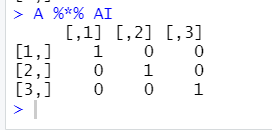 > A %*% AI
     [,1] [,2] [,3]
[1,]    1    0    0
[2,]    0    1    0
[3,]    0    0    1
>